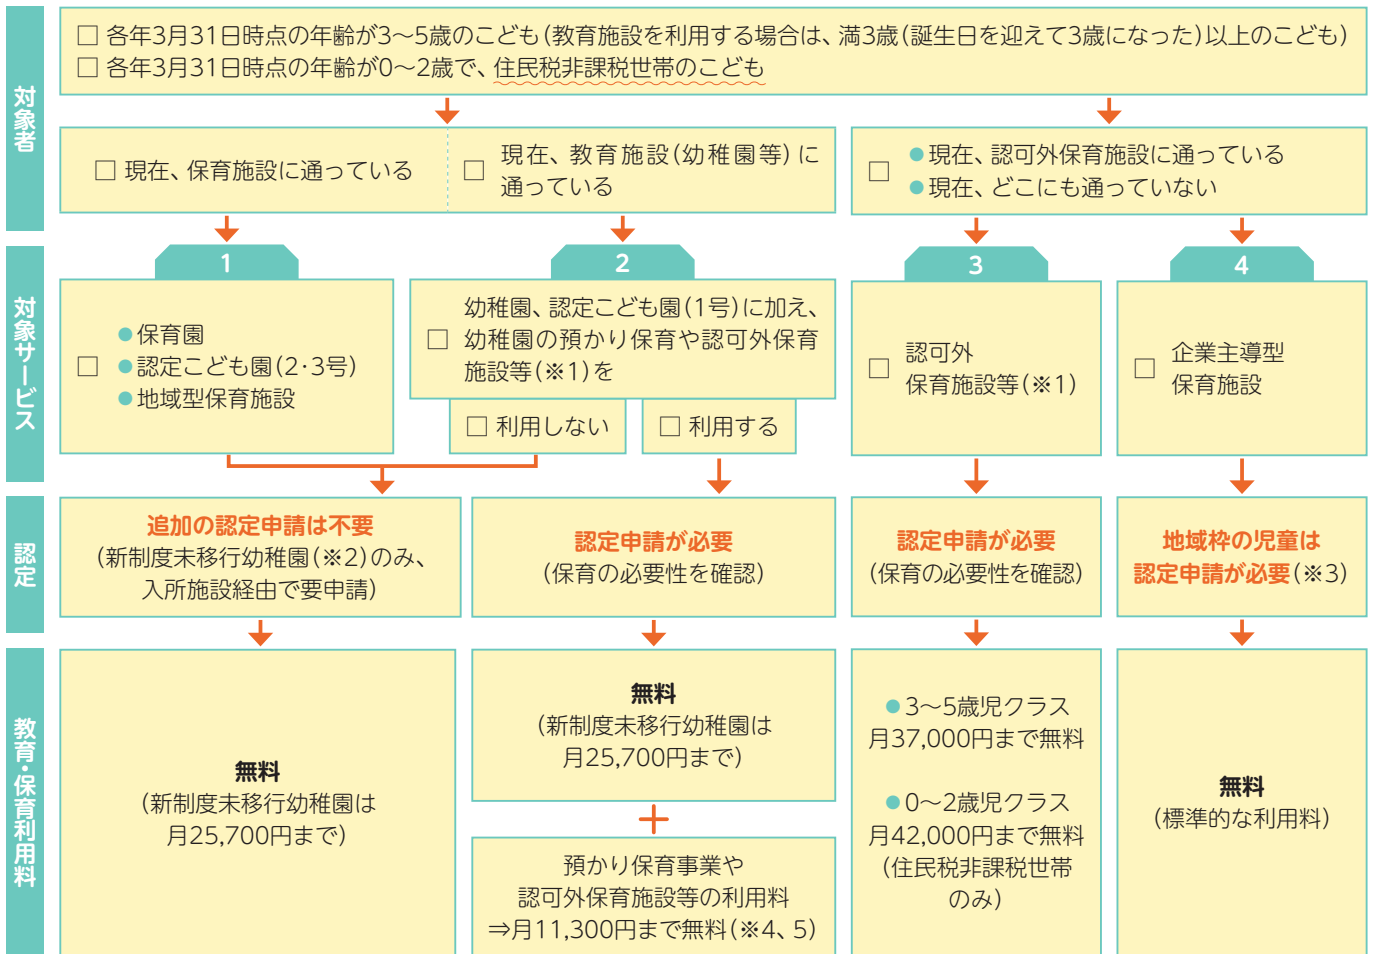 対象者
□ 各年3月31日時点の年齢が3～5歳のこども(教育施設を利用する場合は、満3歳(誕生日を迎えて3歳になった)以上のこども)
□ 各年3月31日時点の年齢が0～2歳で、住民税非課税世帯のこども
□ 現在、保育施設に通っている
□ 現在、教育施設(幼稚園等)に
通っている
□
●現在、認可外保育施設に通っている
●現在、どこにも通っていない
対象サービス
1
□
●保育園
●認定こども園(2·3号)
●地域型保育施設
2
幼稚園、認定こども園(1号)に加え、
□ 幼稚園の預かり保育や認可外保育
施設等(※1)を
□ 利用しない
□ 利用する
3
□ 認可外
保育施設等(※1)
4
□ 企業主導型
保育施設
認定
追加の認定申請は不要
(新制度未移行幼稚園(※2)のみ、
入所施設経由で要申請)
認定申請が必要
(保育の必要性を確認)
認定申請が必要
(保育の必要性を確認)
地域枠の児童は
認定申請が必要(※3)
教育・保育利用料
無料
(新制度未移行幼稚園は
月25,700円まで)
無料
(新制度未移行幼稚園は
月25,700円まで)
＋
預かり保育事業や
認可外保育施設等の利用料
⇒月11,300円まで無料(※4、5)
●3～5歳児クラス
月37,000円まで無料
●0～2歳児クラス
月42,000円まで無料
(住民税非課税世帯
のみ)
無料
(標準的な利用料)